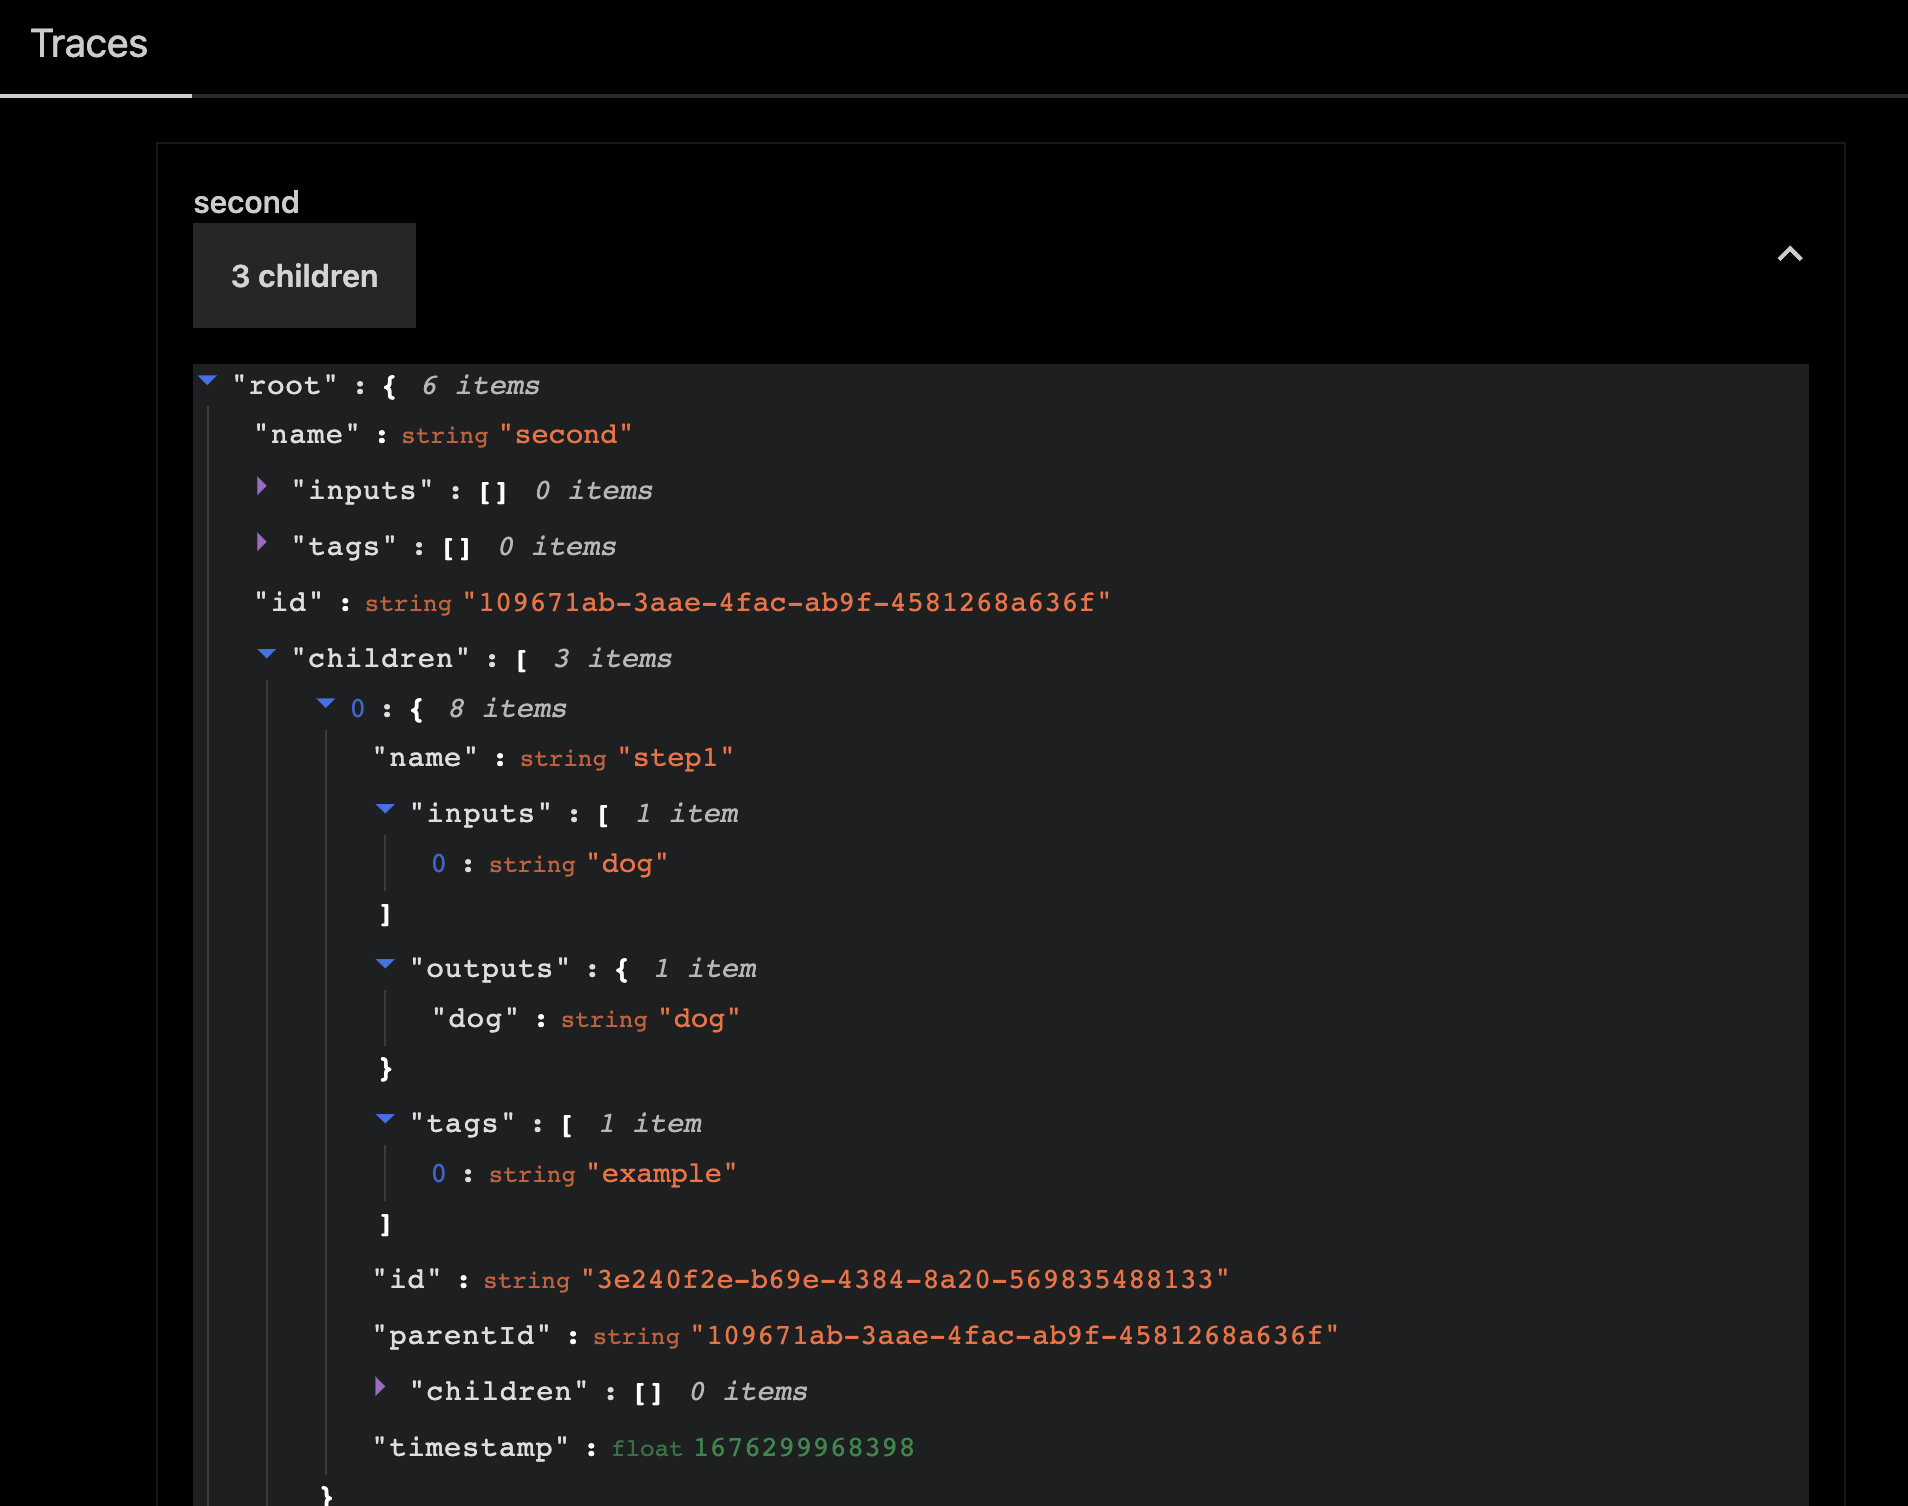 Traces
second
3 children
"root" : { 6 items
"name" : string "second"
"inputs" : [] 0 items
"tags" : [] 0 items
"id" : string "109671ab-3aae-4fac-ab9f-4581268a636f"
"children" : [ 3 items
0 : { 8 items
"name" : string "step1"
"inputs" : [ 1 item
0 : string "dog"
]
"outputs" : { 1 item
"dog" : string "dog"
}
"tags" : [ 1 item
0 : string "example"
]
"id" : string "3e240f2e-b69e-4384-8a20-569835488133"
"parentId" : string "109671ab-3aae-4fac-ab9f-4581268a636f"
"children" : [] 0 items
"timestamp" : float 1676299968398
}